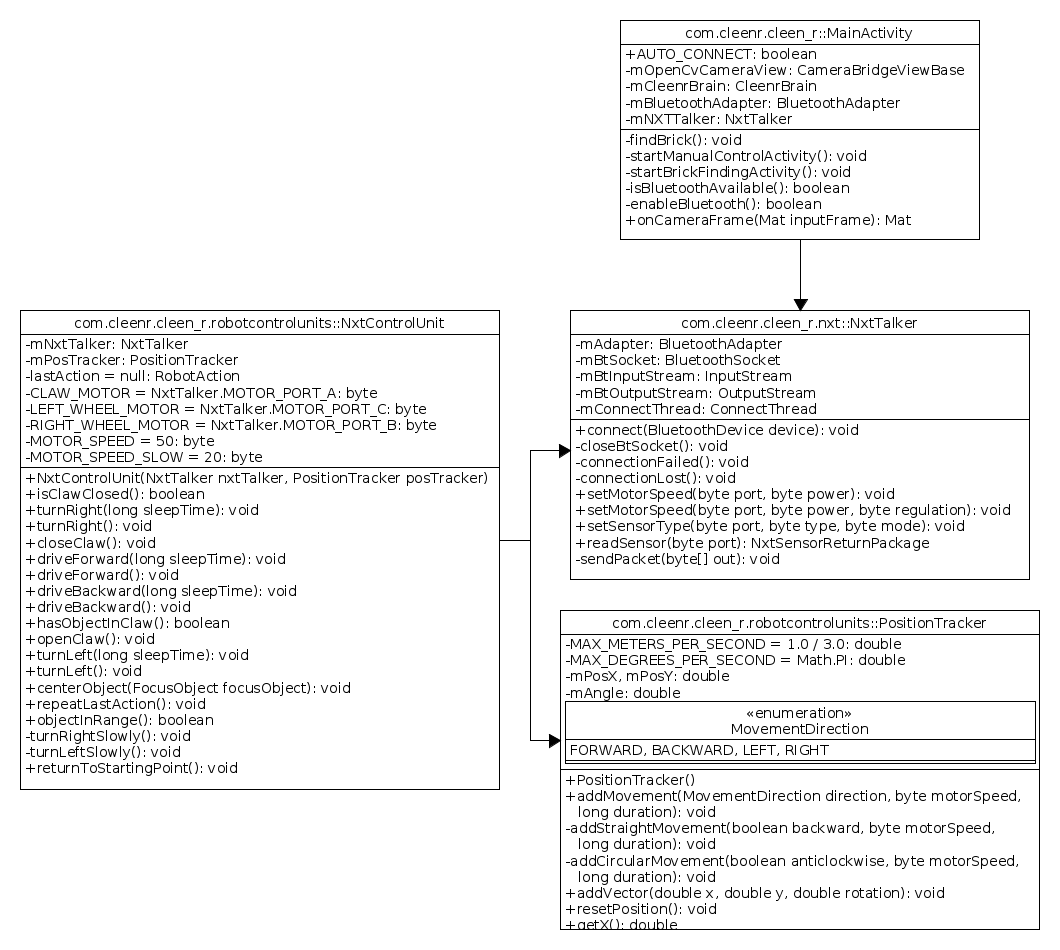 com.cleenr.cleen_r::MainActivity
+AUTO_CONNECT: boolean
-mOpenCvCameraView: CameraBridgeViewBase
-mCleenrBrain: CleenrBrain
-mBluetoothAdapter: BluetoothAdapter
-mNXTTalker: NxtTalker
-findBrick(): void
-startManualControlActivity(): void
-startBrickFindingActivity(): void
-isBluetoothAvailable(): boolean
-enableBluetooth(): boolean
+onCameraFrame(Mat inputFrame): Mat
com.cleenr.cleen_r.robotcontrolunits::NxtControlUnit
-mNxtTalker: NxtTalker
-mPosTracker: PositionTracker
-lastAction = null: RobotAction
-CLAW_MOTOR = NxtTalker.MOTOR_PORT_A: byte
-LEFT_WHEEL_MOTOR = NxtTalker.MOTOR_PORT_C: byte
-RIGHT_WHEEL_MOTOR = NxtTalker.MOTOR_PORT_B: byte
-MOTOR_SPEED = 50: byte
-MOTOR_SPEED_SLOW = 20: byte
+NxtControlUnit(NxtTalker nxtTalker, PositionTracker posTracker)
+isClawClosed(): boolean
+turnRight(long sleepTime): void
+turnRight(): void
+closeClaw(): void
+driveForward(long sleepTime): void
+driveForward(): void
+driveBackward(long sleepTime): void
+driveBackward(): void
+hasObjectInClaw(): boolean
+openClaw(): void
+turnLeft(long sleepTime): void
+turnLeft(): void
+centerObject(FocusObject focusObject): void
+repeatLastAction(): void
+objectInRange(): boolean
-turnRightSlowly(): void
-turnLeftSlowly(): void
+returnToStartingPoint(): void
com.cleenr.cleen_r.nxt::NxtTalker
-mAdapter: BluetoothAdapter
-mBtSocket: BluetoothSocket
-mBtInputStream: InputStream
-mBtOutputStream: OutputStream
-mConnectThread: ConnectThread
+connect(BluetoothDevice device): void
-closeBtSocket(): void
-connectionFailed(): void
-connectionLost(): void
+setMotorSpeed(byte port, byte power): void
+setMotorSpeed(byte port, byte power, byte regulation): void
+setSensorType(byte port, byte type, byte mode): void
+readSensor(byte port): NxtSensorReturnPackage
-sendPacket(byte[] out): void
com.cleenr.cleen_r.robotcontrolunits::PositionTracker
-MAX_METERS_PER_SECOND = 1.0 / 3.0: double
-MAX_DEGREES_PER_SECOND = Math.PI: double
-mPosX, mPosY: double
-mAngle: double
«enumeration»
MovementDirection
FORWARD, BACKWARD, LEFT, RIGHT
+PositionTracker()
+addMovement(MovementDirection direction, byte motorSpeed,
long duration): void
-addStraightMovement(boolean backward, byte motorSpeed,
long duration): void
-addCircularMovement(boolean anticlockwise, byte motorSpeed,
long duration): void
+addVector(double x, double y, double rotation): void
+resetPosition(): void
+getX(): double